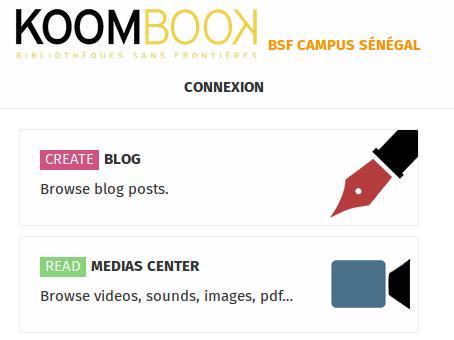 KOOMBOOK
BIBLIOTHÈQUES SANS FRONTIÈRES
BSF CAMPUS SÉNÉGAL
CONNEXION
CREATE BLOG
Browse blog posts.
READ MEDIAS CENTER
Browse videos, sounds, images, pdf...